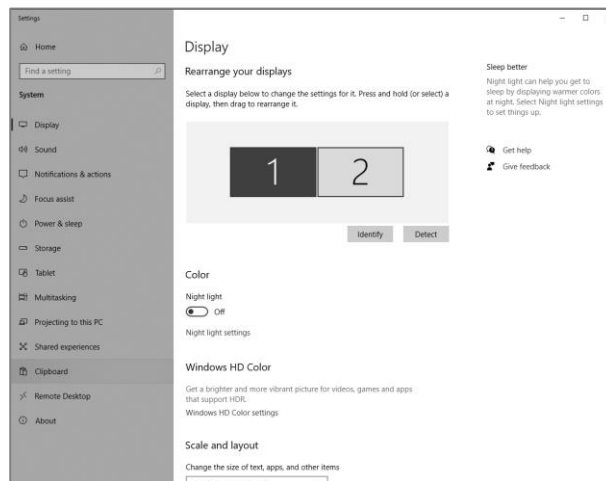 Settings
Home
Find a setting
System
Display
Sound
Notifications & actions
Focus assist
Power & sleep
Storage
Tablet
Multitasking
Projecting to this PC
Shared experiences
Clipboard
Remote Desktop
About
Display
Rearrange your displays
Select a display below to change the settings for it. Press and hold (or select) a
display, then drag to rearrange it.
1 2
Identify Detect
Color
Night light
Off
Night light settings
Windows HD Color
Get a brighter and more vibrant picture for videos, games and apps
that support HDR.
Windows HD Color settings
Scale and layout
Change the size of text, apps, and other items
Sleep better
Night light can help you get to
sleep by displaying warmer colors
at night. Select Night light settings
to set things up.
Get help
Give feedback